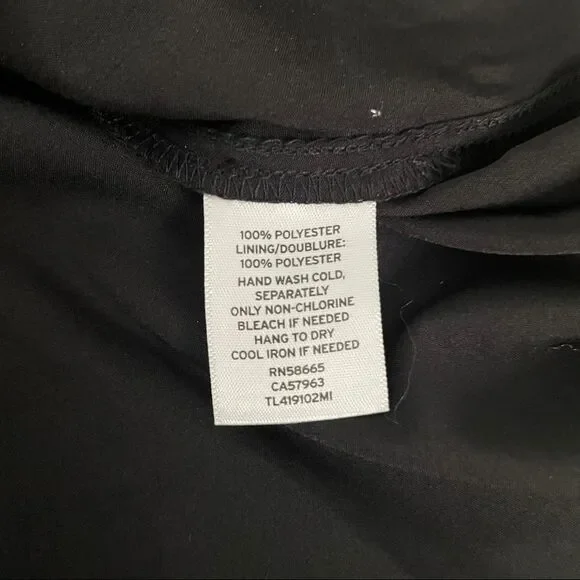 100% POLYESTER
LINING/DOUBLURE:
100% POLYESTER
HAND WASH COLD,
SEPARATELY
ONLY NON-CHLORINE
BLEACH IF NEEDED
HANG TO DRY
COOL IRON IF NEEDED
RN58665
CA57963
TL419102MI